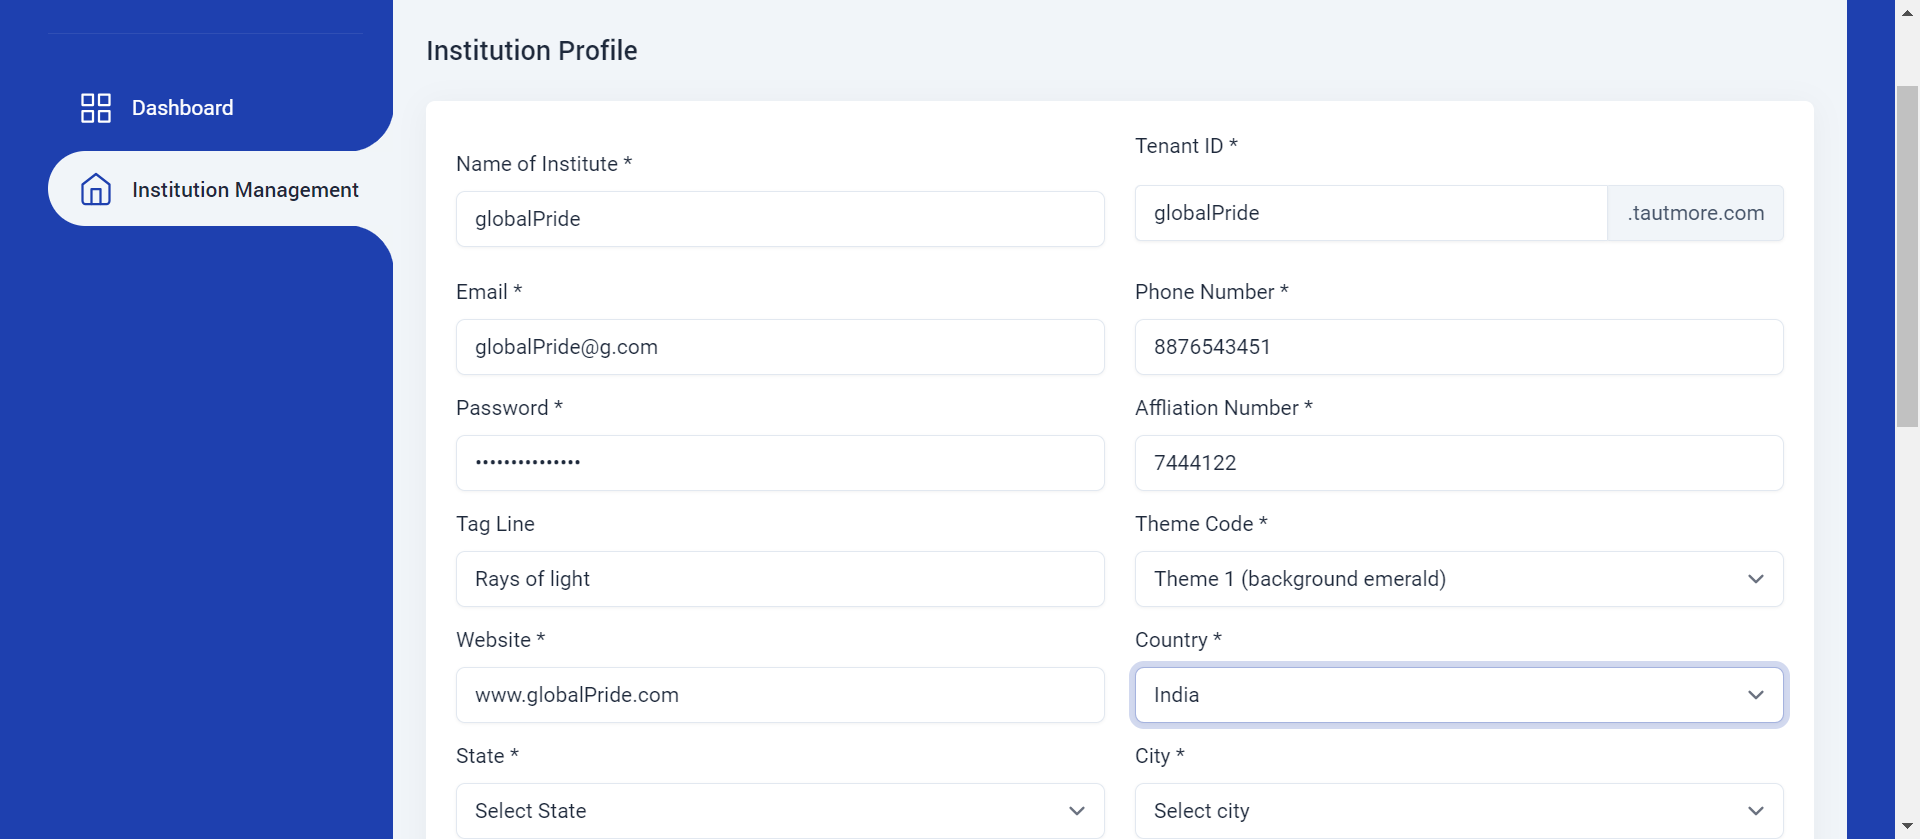 Institution Profile
Dashboard
Institution Management
Name of Institute *
globalPride
Tenant ID *
globalPride
.tautmore.com
Email *
globalPride@g.com
Phone Number *
8876543451
Password *
•••••••••••••••
Affliation Number *
7444122
Tag Line
Rays of light
Theme Code *
Theme 1 (background emerald)
Website *
www.globalPride.com
Country *
India
State *
Select State
City *
Select city